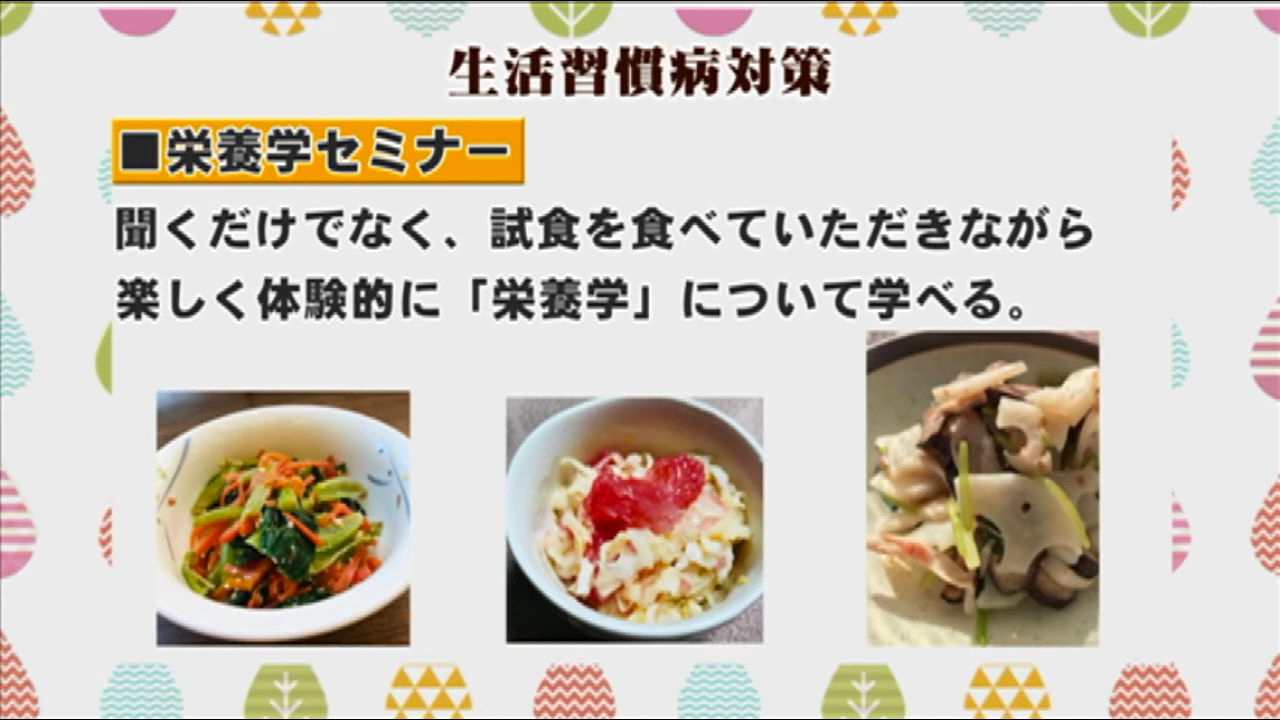 生活習慣病対策
■栄養学セミナー
聞くだけでなく、試食を食べていただきながら
楽しく体験的に「栄養学」について学べる。